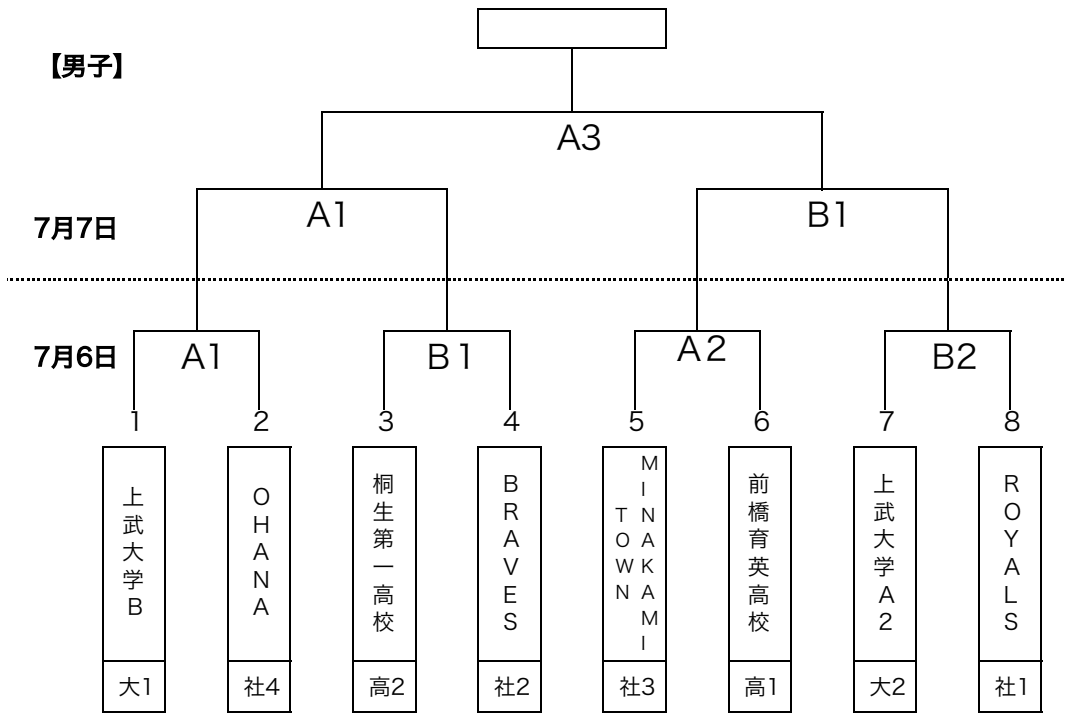 【男子】
A3
A1
B1
7月7日
7月6日
A1
B1
A2
B2
1
2
3
4
5
6
7
8
上武大学B
OHANA
桐生第一高校
BRAVES
MINAKAMI
TOWN
前橋育英高校
上武大学A2
ROYALS
大1
社4
高2
社2
社3
高1
大2
社1